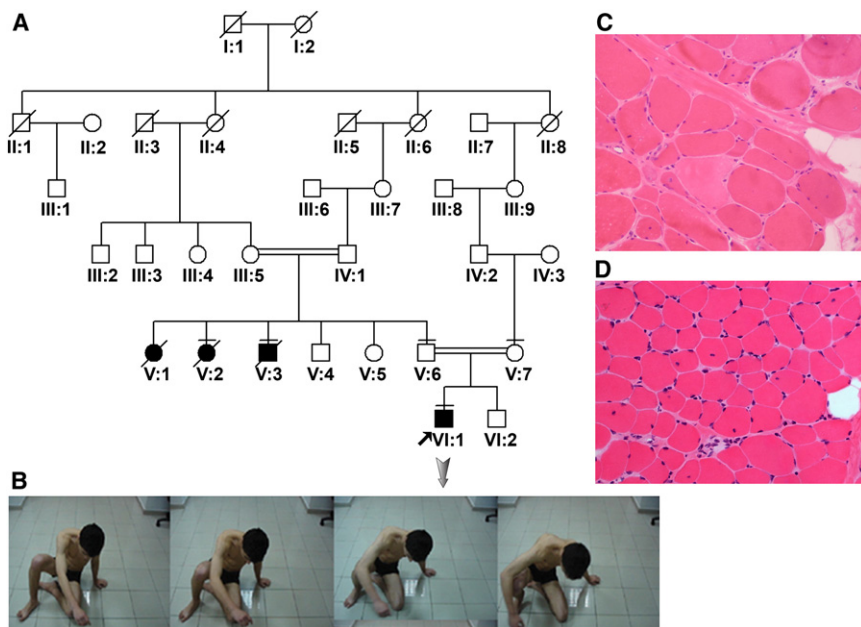 A
C
I:1 I:2
II:1 II:2 II:3 II:4 II:5 II:6 II:7 II:8
III:1 III:6 III:7 III:8 III:9
D
III:2 III:3 III:4 III:5 IV:1 IV:2 IV:3
V:1 V:2 V:3 V:4 V:5 V:6 V:7
VI:1 VI:2
B